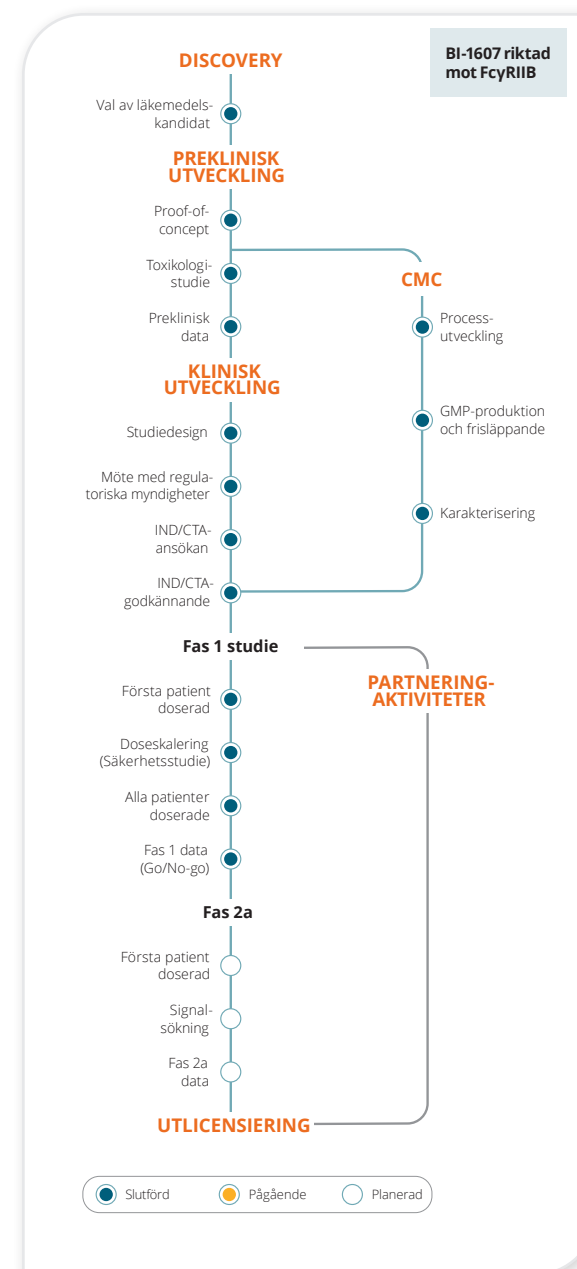 BI-1607 riktad
mot FcγRIIB
DISCOVERY
Val av läkemedels-
kandidat
PREKLINISK
UTVECKLING
Proof-of-
concept
Toxikologi-
studie
Preklinisk
data
CMC
Process-
utveckling
GMP-produktion
och frisläppande
Karakterisering
KLINISK
UTVECKLING
Studiedesign
Möte med regula-
toriska myndigheter
IND/CTA-
ansökan
IND/CTA-
godkännande
Fas 1 studie
PARTNERING-
AKTIVITETER
Första patient
doserad
Doseskalering
(Säkerhetsstudie)
Alla patienter
doserade
Fas 1 data
(Go/No-go)
Fas 2a
Första patient
doserad
Signal-
sökning
Fas 2a
data
UTLICENSIERING
Slutförd
Pågående
Planerad